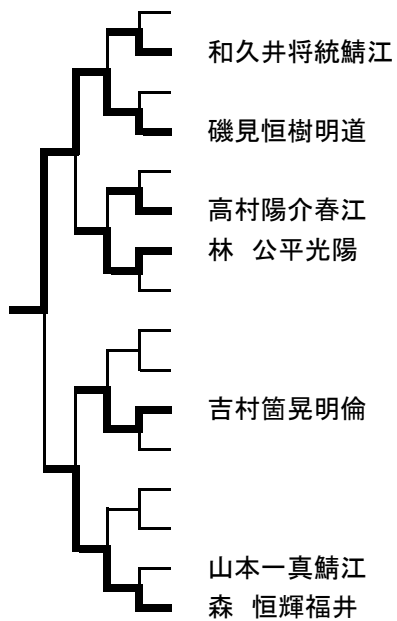 和久井将統鯖江
磯見恒樹明道
高村陽介春江
林 公平光陽
吉村箇晃明倫
山本一真鯖江
森 恒輝福井